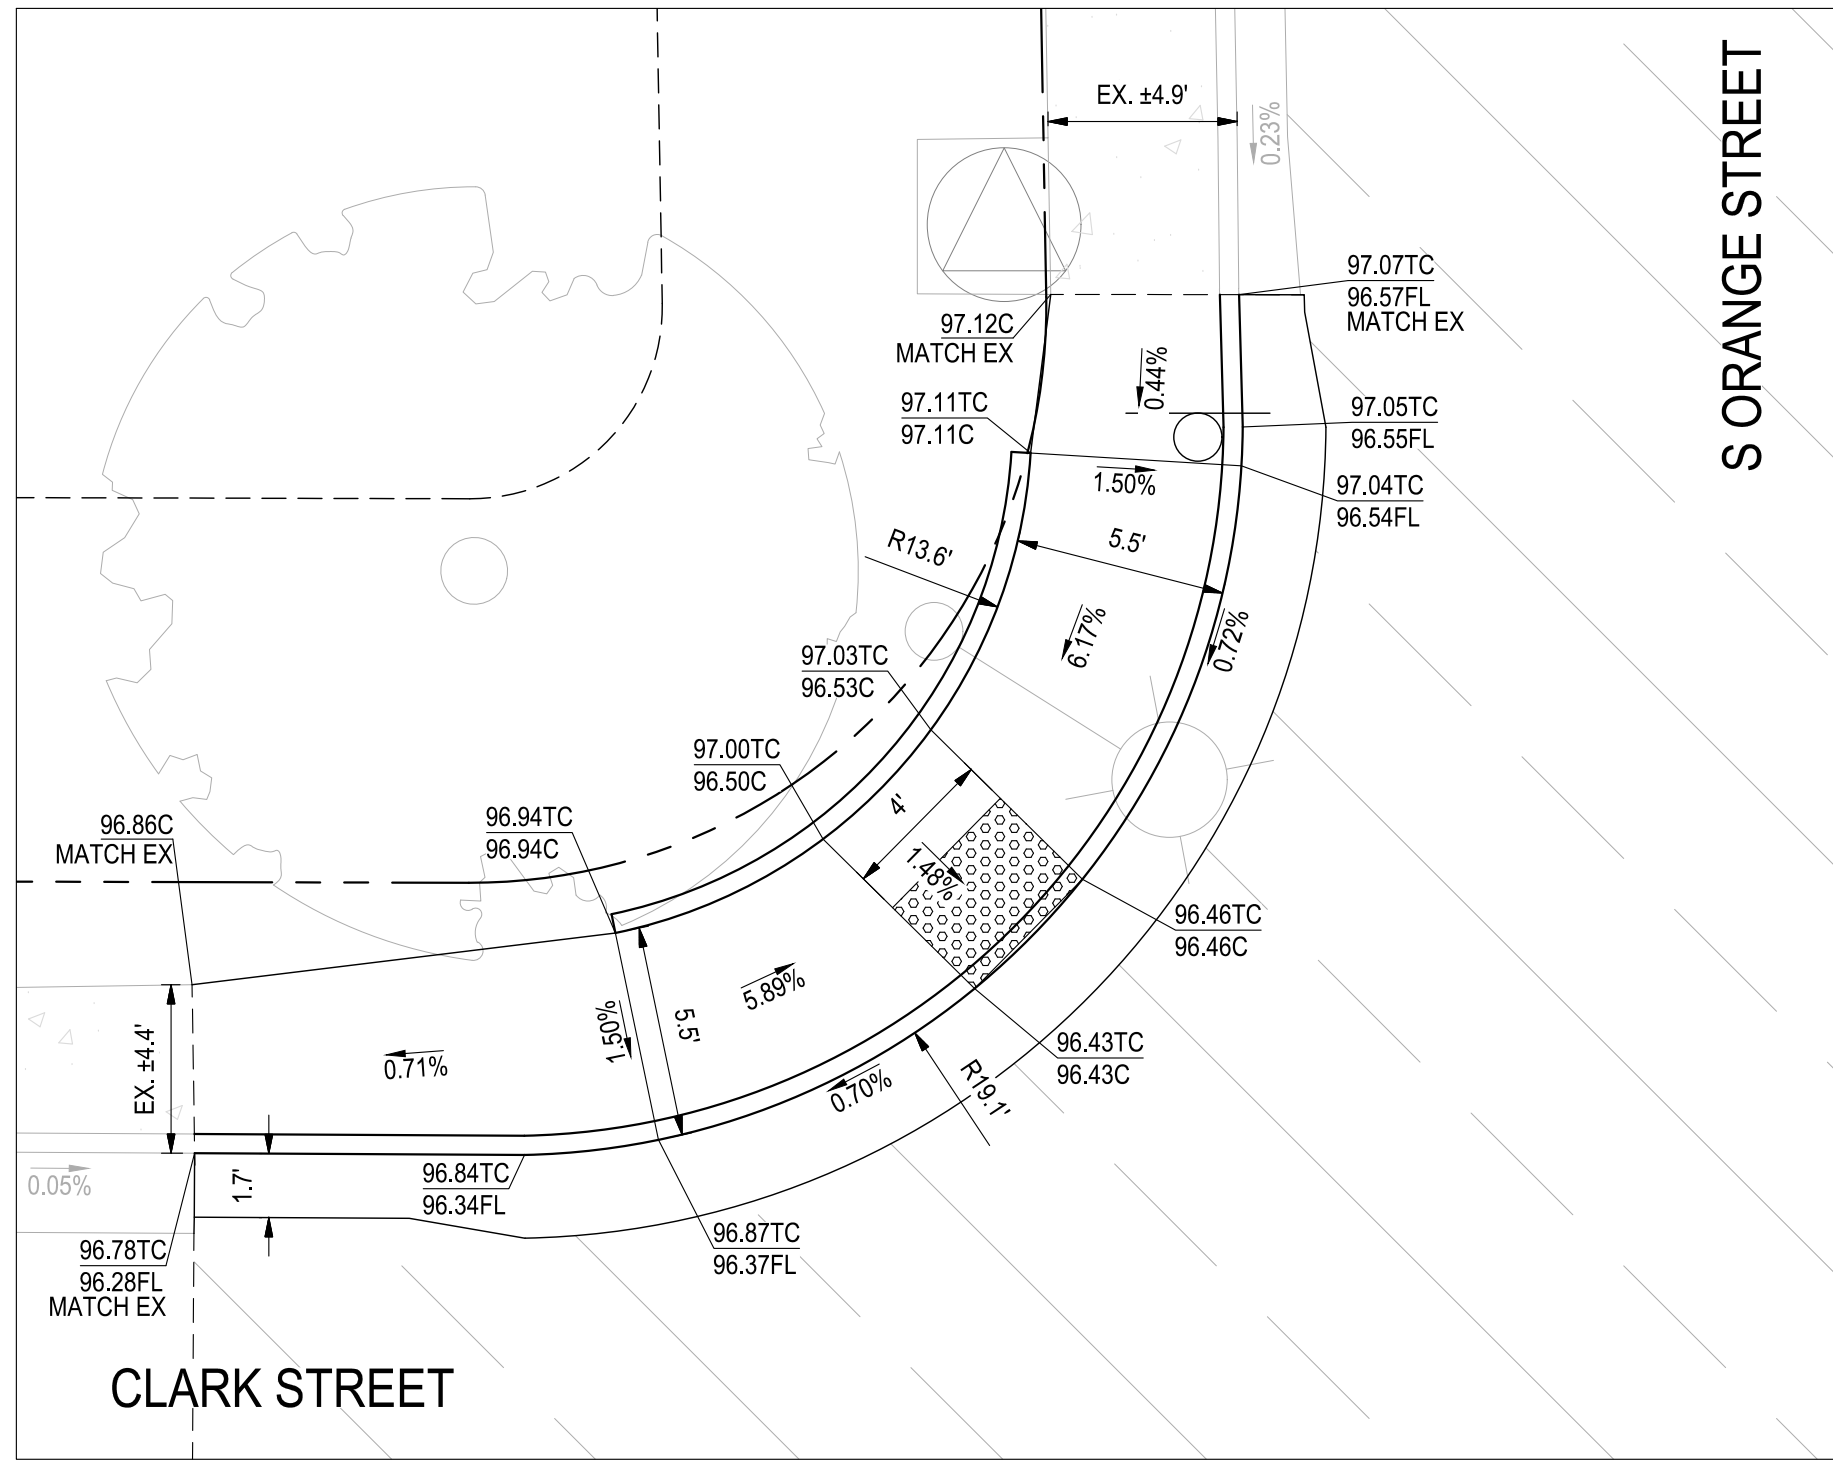 S ORANGE STREET
EX. ±4.9'
0.23%
97.07TC
96.57FL
MATCH EX
97.12C
MATCH EX
0.44%
97.11TC
97.11C
97.05TC
96.55FL
1.50%
97.04TC
96.54FL
R13.6'
5.5'
6.17%
0.72%
97.03TC
96.53C
97.00TC
96.50C
4'
1.48%
96.94TC
96.94C
96.86C
MATCH EX
96.46TC
96.46C
5.89%
1.50%
5.5'
0.71%
EX. ±4.4'
96.43TC
96.43C
0.70%
R19.1'
0.05%
1.7'
96.84TC
96.34FL
96.87TC
96.37FL
96.78TC
96.28FL
MATCH EX
CLARK STREET